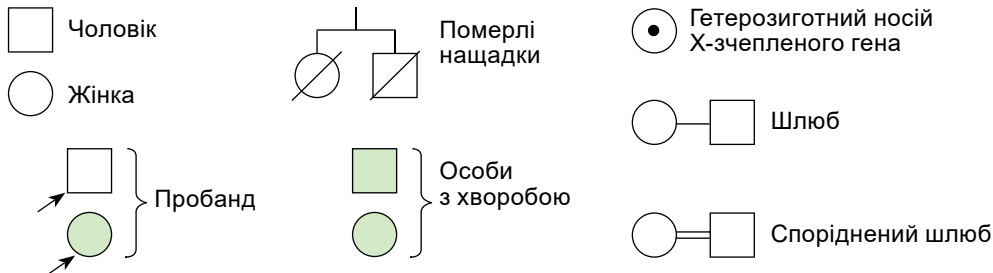 Чоловік
Жінка
Пробанд
Померлі
нащадки
Особи
з хворобою
Гетерозиготний носій
Х-зчепленого гена
Шлюб
Споріднений шлюб